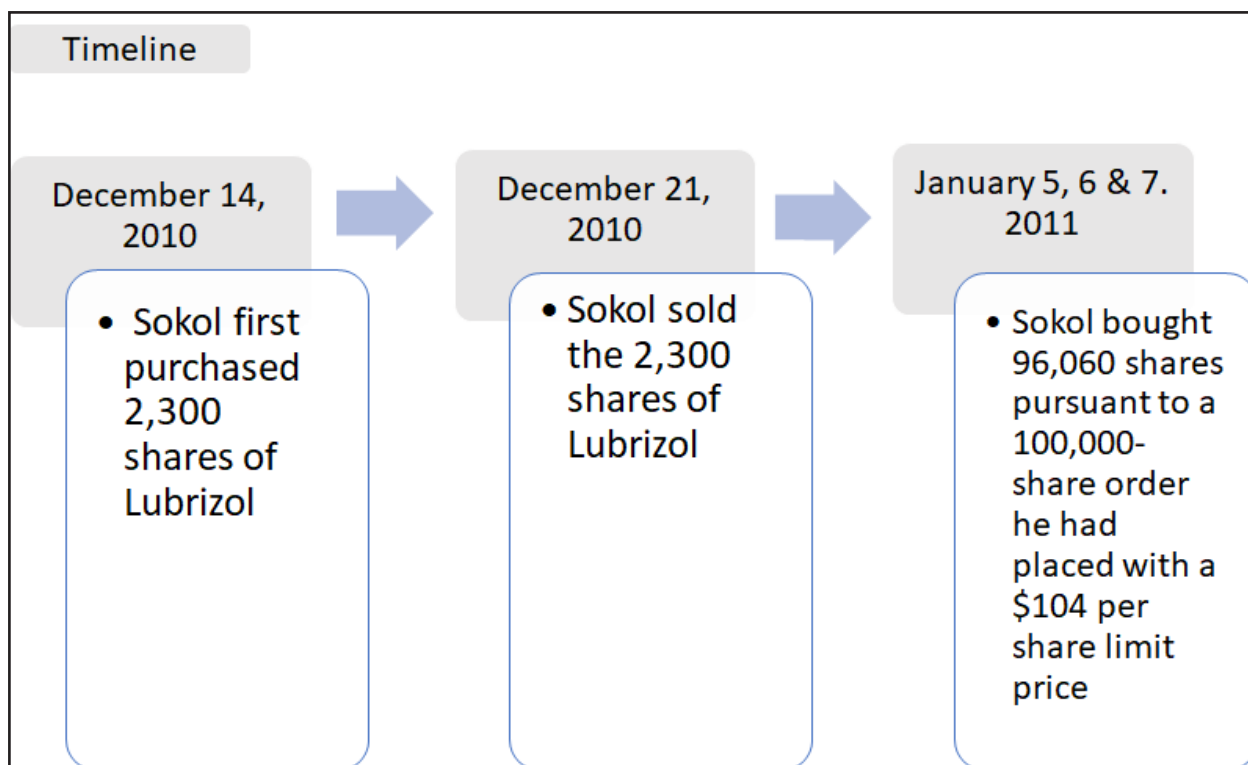 Timeline
December 14,
2010
• Sokol first
purchased
2,300
shares of
Lubrizol
December 21,
2010
• Sokol sold
the 2,300
shares of
Lubrizol
January 5, 6 & 7.
2011
• Sokol bought
96,060 shares
pursuant to a
100,000-
share order
he had
placed with a
$104 per
share limit
price